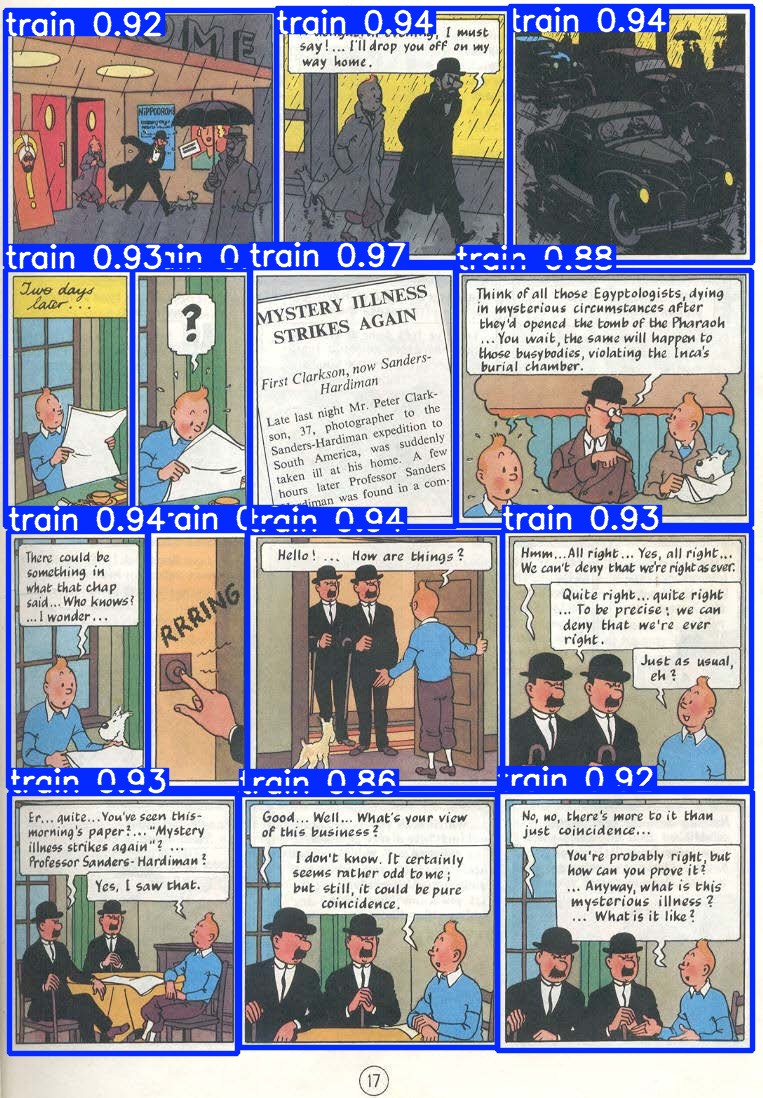 train 0.92
OME
HiPPODROME
train 0.94
I must
say!... I'll drop you off on my
way home.
train 0.94
train 0.93
Two days
later...
?
train 0.97
MYSTERY ILLNESS
STRIKES AGAIN
First Clarkson, now Sanders-
Hardiman
Late last night Mr. Peter Clark-
son, 37, photographer to the
Sanders-Hardiman expedition to
South America, was suddenly
taken ill at his home. A few
hours later Professor Sanders
Hardiman was found in a com-
train 0.88
Think of all those Egyptologists, dying
in mysterious circumstances after
they'd opened the tomb of the Pharaoh
... You wait, the same will happen to
those busybodies, violating the Inca's
burial chamber.
train 0.94
There could be
something in
what that chap
said... Who knows?
... I wonder...
RRRING
train 0.94
Hello! ... How are things?
train 0.93
Hmm... All right... Yes, all right...
We can't deny that we're right as ever.
Quite right... quite right
... To be precise; we can
deny that we're ever
right.
Just as usual,
eh?
train 0.93
Er... quite... You've seen this-
morning's paper?... "Mystery
illness strikes again"? ...
Professor Sanders-Hardiman?
Yes, I saw that.
train 0.86
Good... Well... What's your view
of this business?
I don't know. It certainly
seems rather odd to me;
but still, it could be pure
coincidence.
train 0.92
No, no, there's more to it than
just coincidence...
You're probably right, but
how can you prove it?
... Anyway, what is this
mysterious illness?
... What is it like?
17